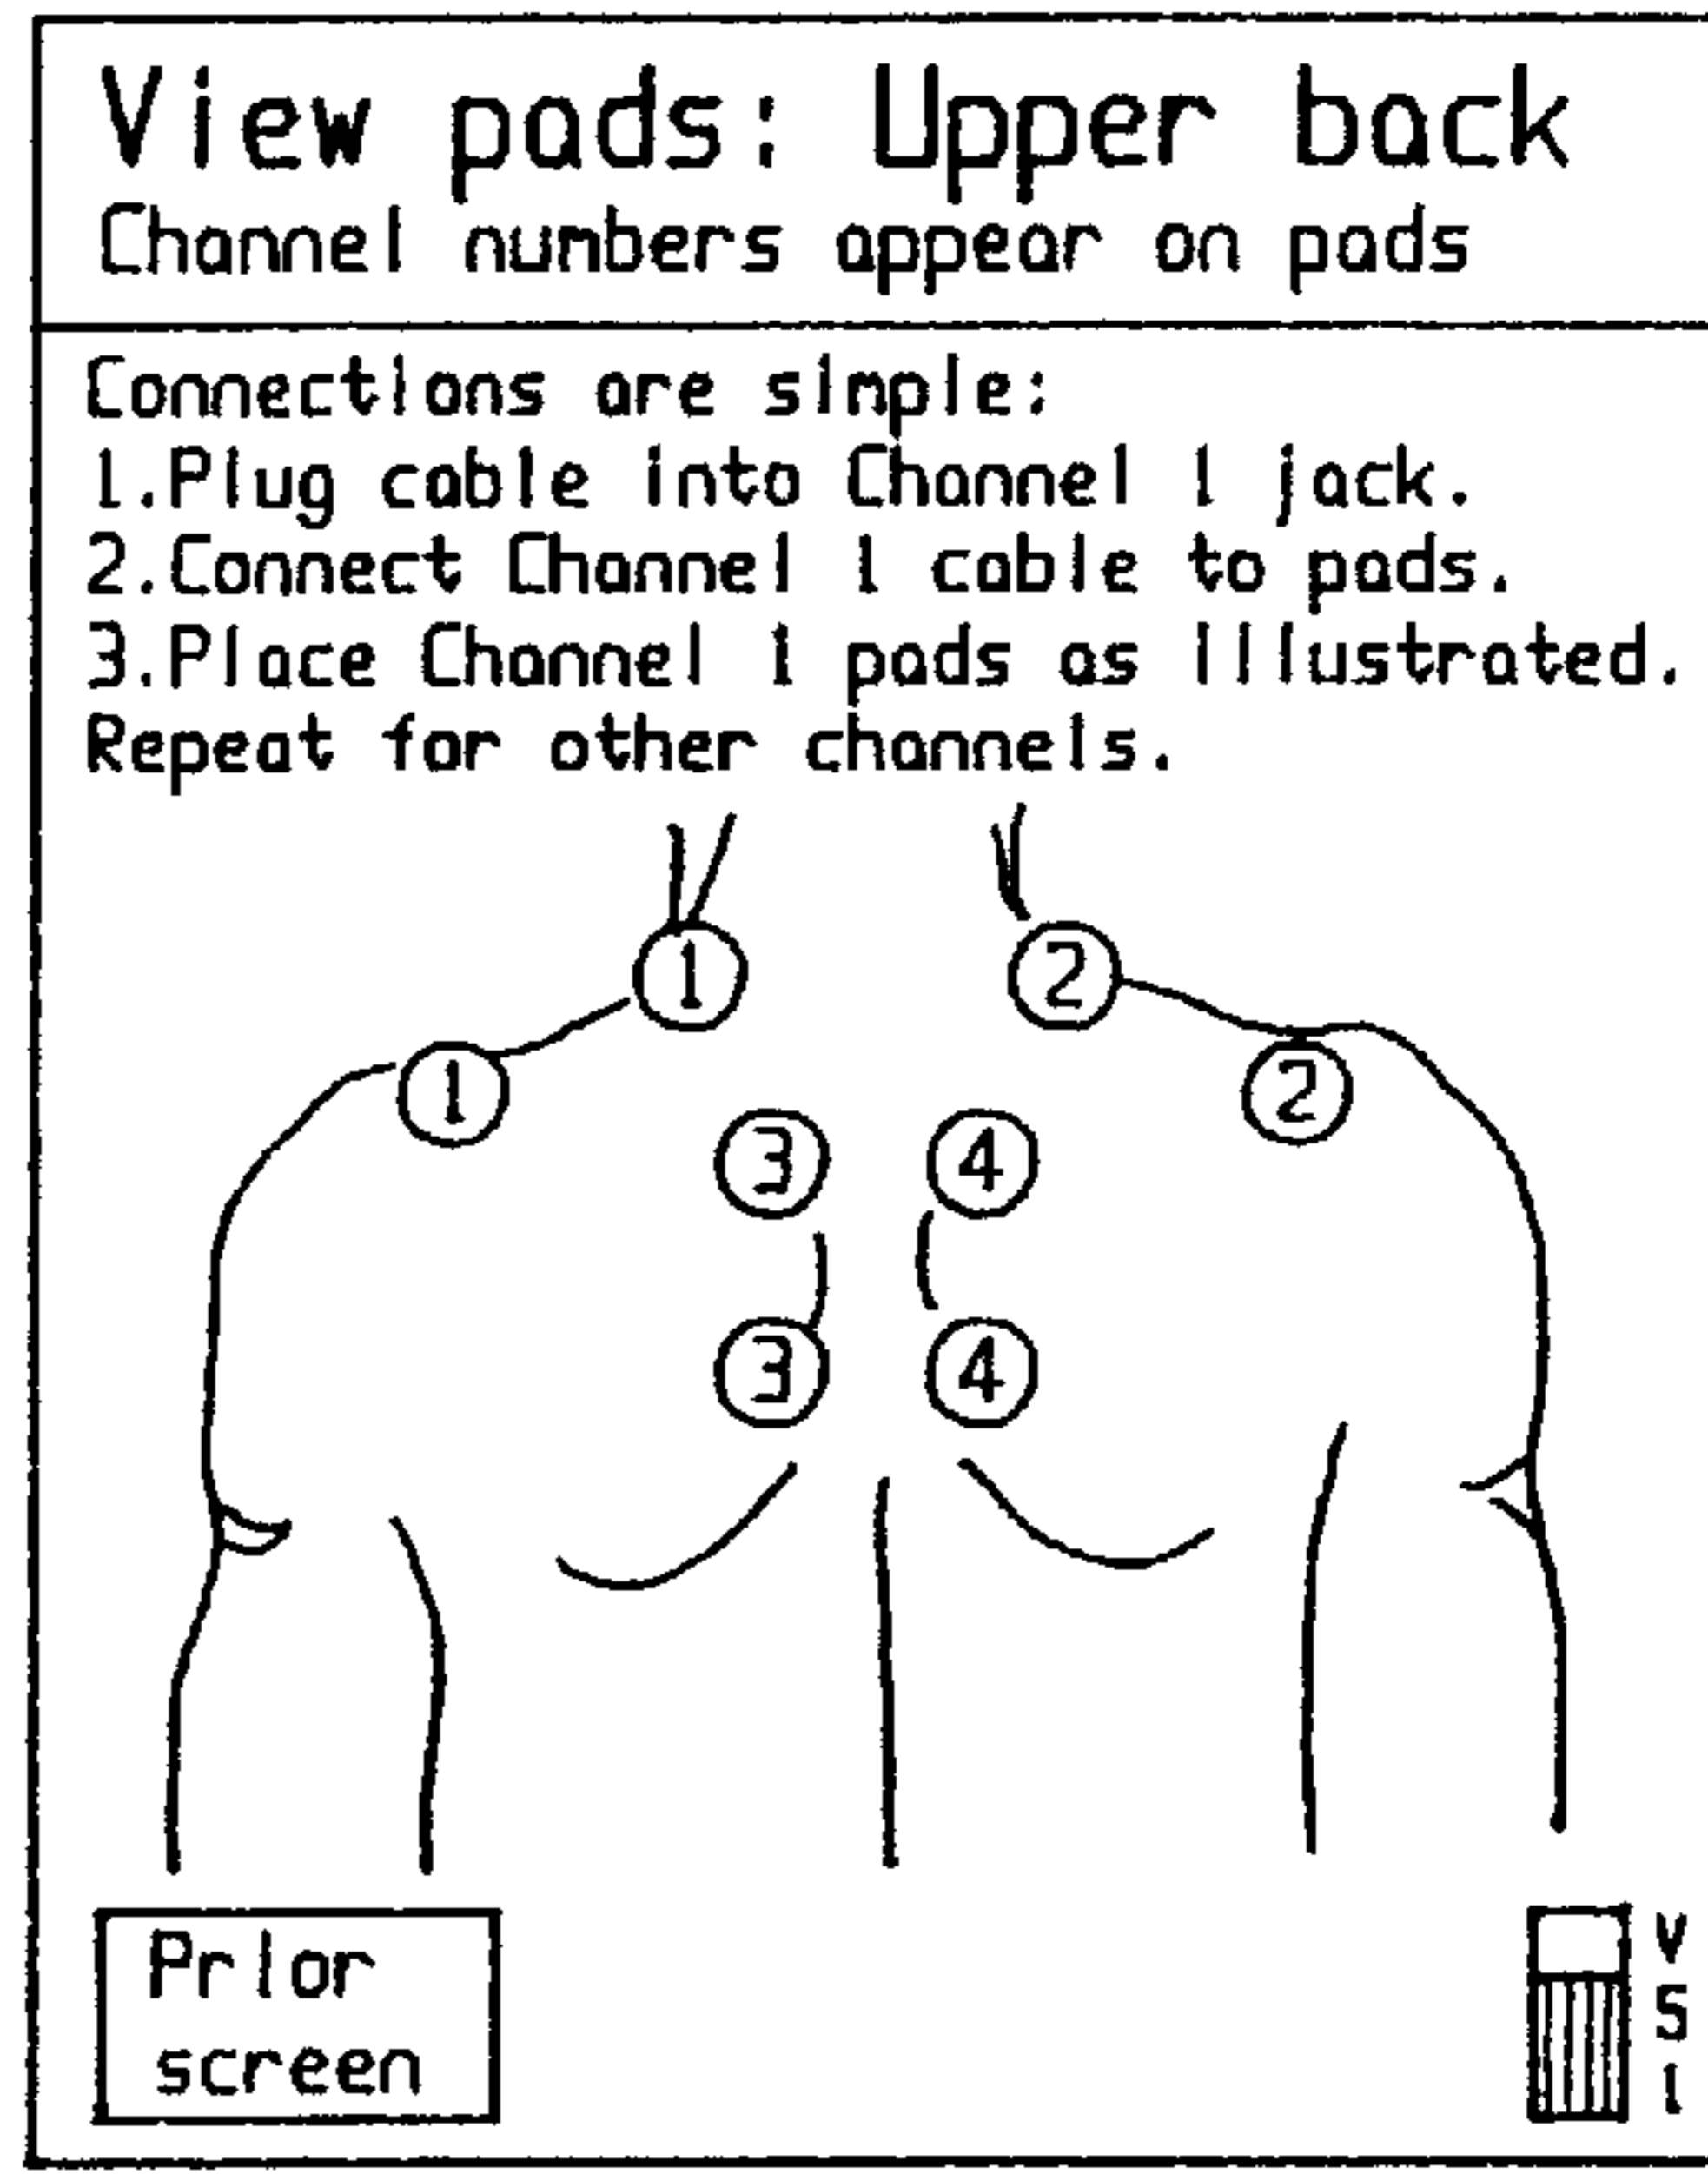 View pads: Upper back
Channel numbers appear on pads
Connections are simple:
1.Plug cable into Channel 1 jack.
2.Connect Channel 1 cable to pads.
3.Place Channel 1 pads as illustrated.
Repeat for other channels.
1 2
1 2
3 4
3 4
Prior
screen
V
S
1